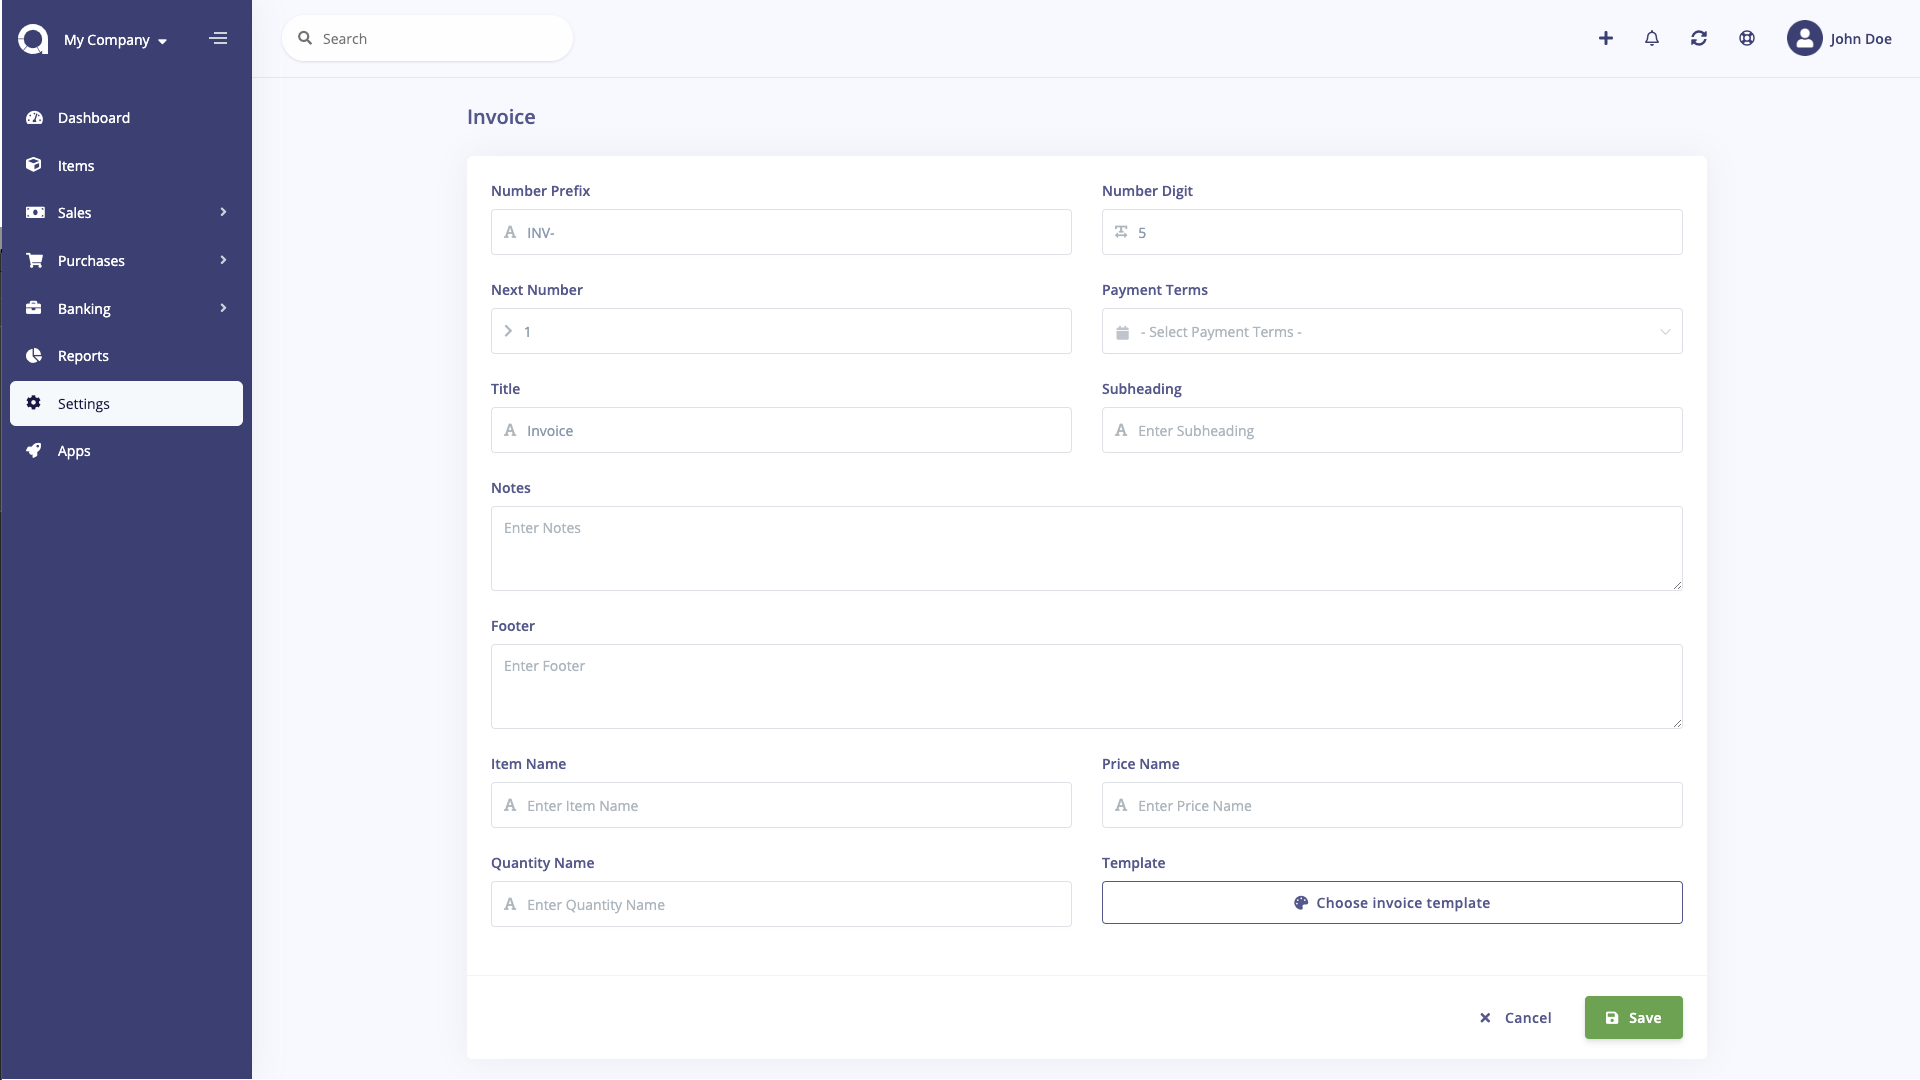 My Company
Search
John Doe
Dashboard
Items
Sales
Purchases
Banking
Reports
Settings
Apps
Invoice
Number Prefix
INV-
Number Digit
5
Next Number
1
Payment Terms
- Select Payment Terms -
Title
Invoice
Subheading
Enter Subheading
Notes
Enter Notes
Footer
Enter Footer
Item Name
Enter Item Name
Price Name
Enter Price Name
Quantity Name
Enter Quantity Name
Template
Choose invoice template
Cancel
Save